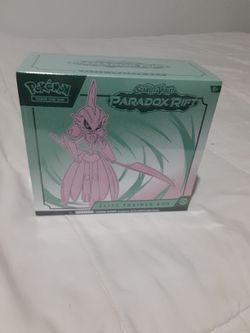 Pokémon
TRADING CARD GAME
SCARLET & VIOLET
PARADOX RIFT
6+
ELITE TRAINER BOX